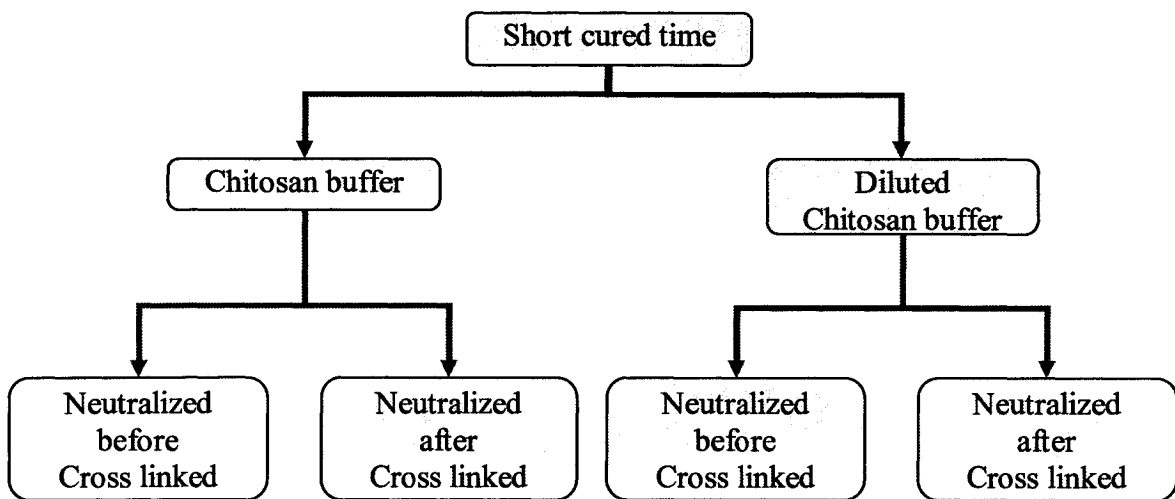 Short cured time
Chitosan buffer
Diluted
Chitosan buffer
Neutralized
before
Cross linked
Neutralized
after
Cross linked
Neutralized
before
Cross linked
Neutralized
after
Cross linked